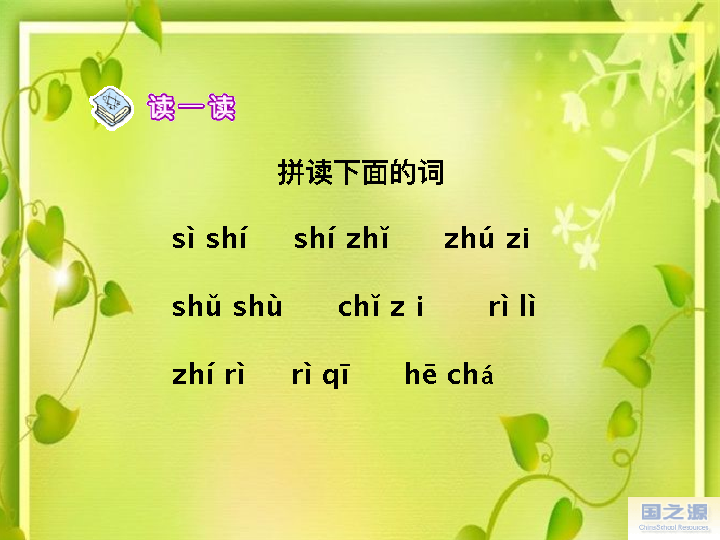 读一读
拼读下面的词
sì shí shí zhǐ zhú zi
shǔ shù chǐ z i rì lì
zhí rì rì qī hē chá
国之源
ChinaSchool Resources